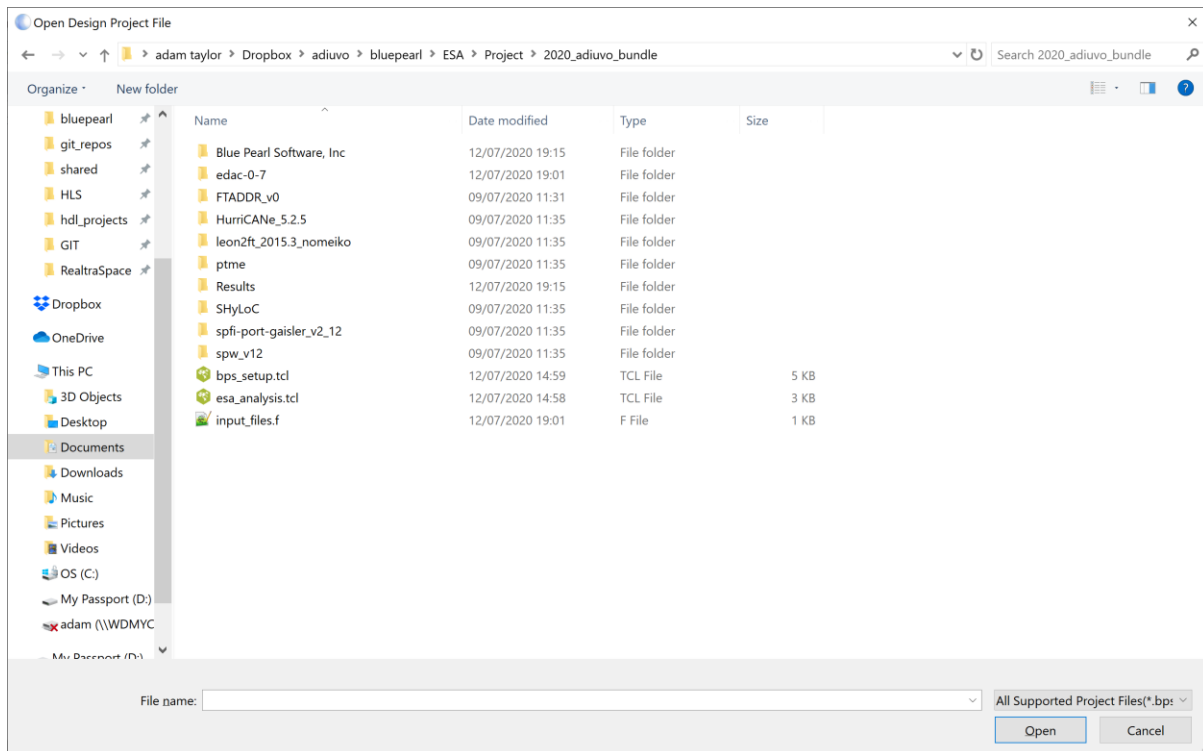 Open Design Project File
adam taylor > Dropbox > adiuvo > bluepearl > ESA > Project > 2020_adiuvo_bundle
Search 2020_adiuvo_bundle
Organize
New folder
bluepearl
git_repos
shared
HLS
hdl_projects
GIT
RealtraSpace
Dropbox
OneDrive
This PC
3D Objects
Desktop
Documents
Downloads
Music
Pictures
Videos
OS (C:)
My Passport (D:)
adam (\\WDMYC
My Passport (D:)
Name Date modified Type Size
Blue Pearl Software, Inc 12/07/2020 19:15 File folder
edac-0-7 12/07/2020 19:01 File folder
FTADDR_v0 09/07/2020 11:31 File folder
HurriCANe_5.2.5 09/07/2020 11:35 File folder
leon2ft_2015.3_nomeiko 09/07/2020 11:35 File folder
ptme 09/07/2020 11:35 File folder
Results 12/07/2020 19:15 File folder
SHyLoC 09/07/2020 11:35 File folder
spfi-port-gaisler_v2_12 09/07/2020 11:35 File folder
spw_v12 09/07/2020 11:35 File folder
bps_setup.tcl 12/07/2020 14:59 TCL File 5 KB
esa_analysis.tcl 12/07/2020 14:58 TCL File 3 KB
input_files.f 12/07/2020 19:01 F File 1 KB
File name:
All Supported Project Files(*.bps
Open
Cancel